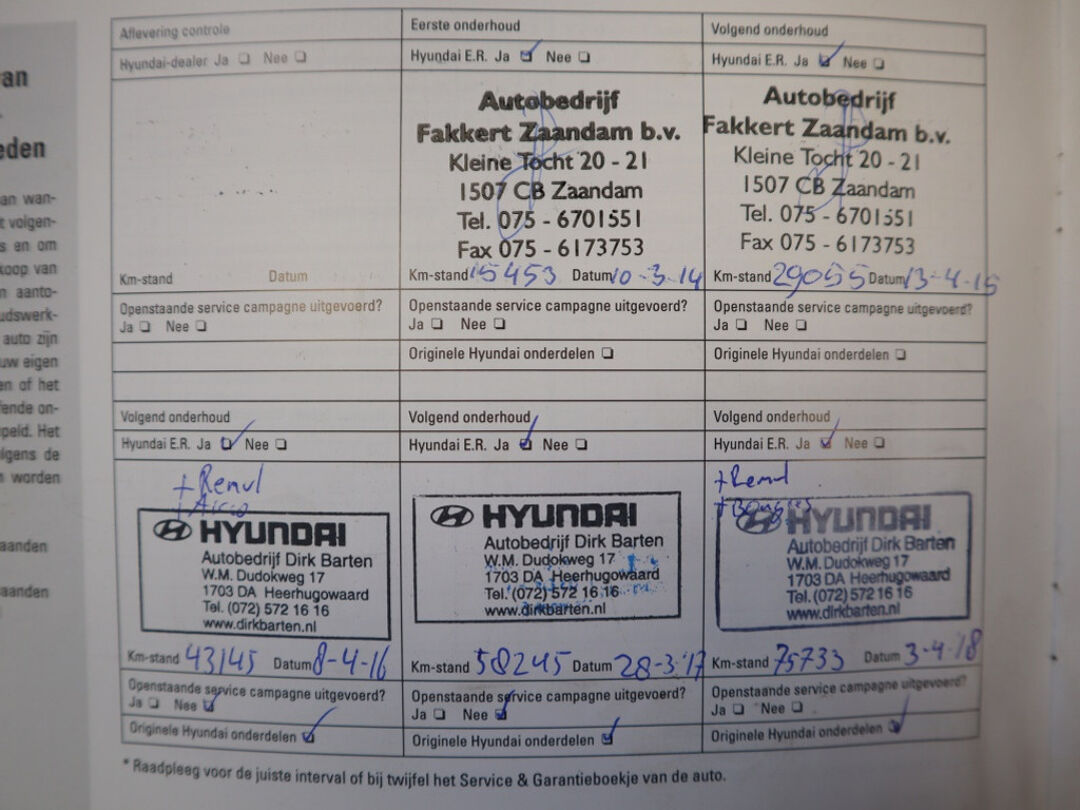 an
eden
an wan-
t volgen-
s en om
koop van
n aanto-
udswerk-
auto zijn
uw eigen
en of het
fende on-
peld. Het
lgens de
n worden
aanden
aanden
Aflevering controle
Hyundai-dealer Ja Nee
Km-stand Datum
Openstaande service campagne uitgevoerd?
Ja Nee
Eerste onderhoud
Hyundai E.R. Ja Nee
Autobedrijf
Fakkert Zaandam b.v.
Kleine Tocht 20 - 21
1507 CB Zaandam
Tel. 075 - 6701551
Fax 075 - 6173753
Km-stand 15453 Datum 10-3-14
Openstaande service campagne uitgevoerd?
Ja Nee
Originele Hyundai onderdelen
Volgend onderhoud
Hyundai E.R. Ja Nee
Autobedrijf
Fakkert Zaandam b.v.
Kleine Tocht 20 - 21
1507 CB Zaandam
Tel. 075 - 6701551
Fax 075 - 6173753
Km-stand 29055 Datum 13-4-15
Openstaande service campagne uitgevoerd?
Ja Nee
Originele Hyundai onderdelen
Volgend onderhoud
Hyundai E.R. Ja Nee
+ Remvl
+ Airco
HYUNDAI
Autobedrijf Dirk Barten
W.M. Dudokweg 17
1703 DA Heerhugowaard
Tel. (072) 572 16 16
www.dirkbarten.nl
Km-stand 43145 Datum 8-4-16
Openstaande service campagne uitgevoerd?
Ja Nee
Originele Hyundai onderdelen
Volgend onderhoud
Hyundai E.R. Ja Nee
HYUNDAI
Autobedrijf Dirk Barten
W.M. Dudokweg 17
1703 DA Heerhugowaard
Tel. (072) 572 16 16
www.dirkbarten.nl
Km-stand 58245 Datum 28-3-'17
Openstaande service campagne uitgevoerd?
Ja Nee
Originele Hyundai onderdelen
Volgend onderhoud
Hyundai E.R. Ja Nee
+ Remvl
+ Bougies
HYUNDAI
Autobedrijf Dirk Barten
W.M. Dudokweg 17
1703 DA Heerhugowaard
Tel. (072) 572 16 16
www.dirkbarten.nl
Km-stand 75733 Datum 3-4-'18
Openstaande service campagne uitgevoerd?
Ja Nee
Originele Hyundai onderdelen
* Raadpleeg voor de juiste interval of bij twijfel het Service & Garantieboekje van de auto.